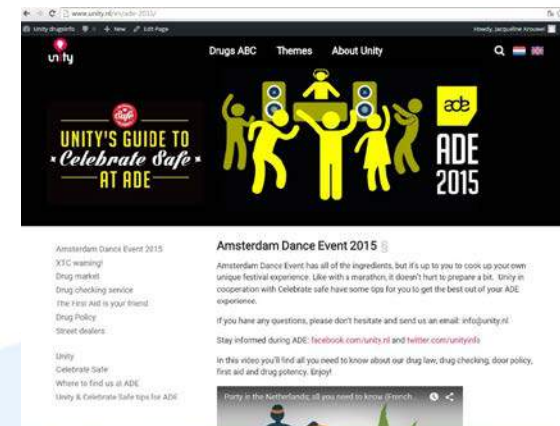 www.unity.nl/en/ade-2015/
Unity drugsinfo
+ New
Edit Page
Howdy, Jacqueline Krouwel
unity
Drugs ABC
Themes
About Unity
Safe
UNITY'S GUIDE TO
Celebrate Safe
AT ADE
ade
ADE
2015
Amsterdam Dance Event 2015
XTC warning!
Drug market
Drug checking service
The First Aid is your friend
Drug Policy
Street dealers
Unity
Celebrate Safe
Where to find us at ADE
Unity & Celebrate Safe tips for ADE
Amsterdam Dance Event 2015 §
Amsterdam Dance Event has all of the ingredients, but it's up to you to cook up your own
unique festival experience. Like with a marathon, it doesn't hurt to prepare a bit. Unity in
cooperation with Celebrate safe have some tips for you to get the best out of your ADE
experience.
If you have any questions, please don't hesitate and send us an email: info@unity.nl
Stay informed during ADE: facebook.com/unity.nl and twitter.com/unityinfo
In this video you'll find all you need to know about our drug law, drug checking, door policy,
first aid and drug potency. Enjoy!
Party in the Netherlands; all you need to know (French...